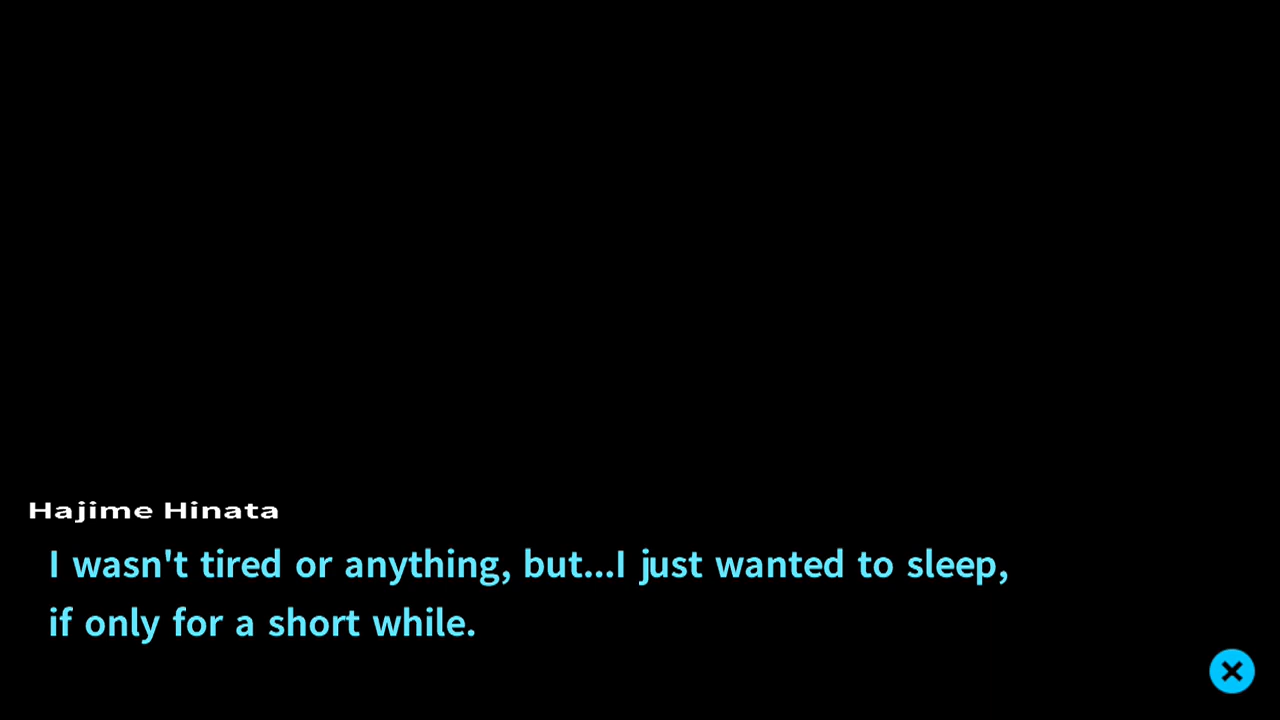 Hajime Hinata
I wasn't tired or anything, but...I just wanted to sleep,
if only for a short while.